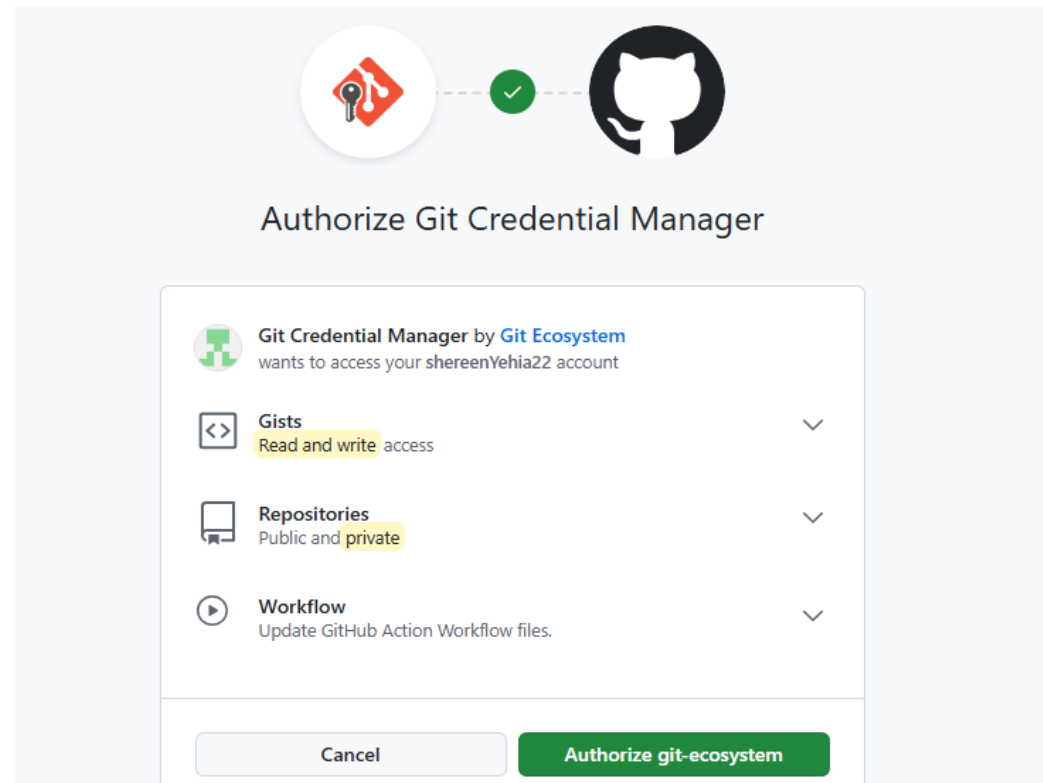 Authorize Git Credential Manager
Git Credential Manager by Git Ecosystem
wants to access your shereenYehia22 account
Gists
Read and write access
Repositories
Public and private
Workflow
Update GitHub Action Workflow files.
Cancel
Authorize git-ecosystem